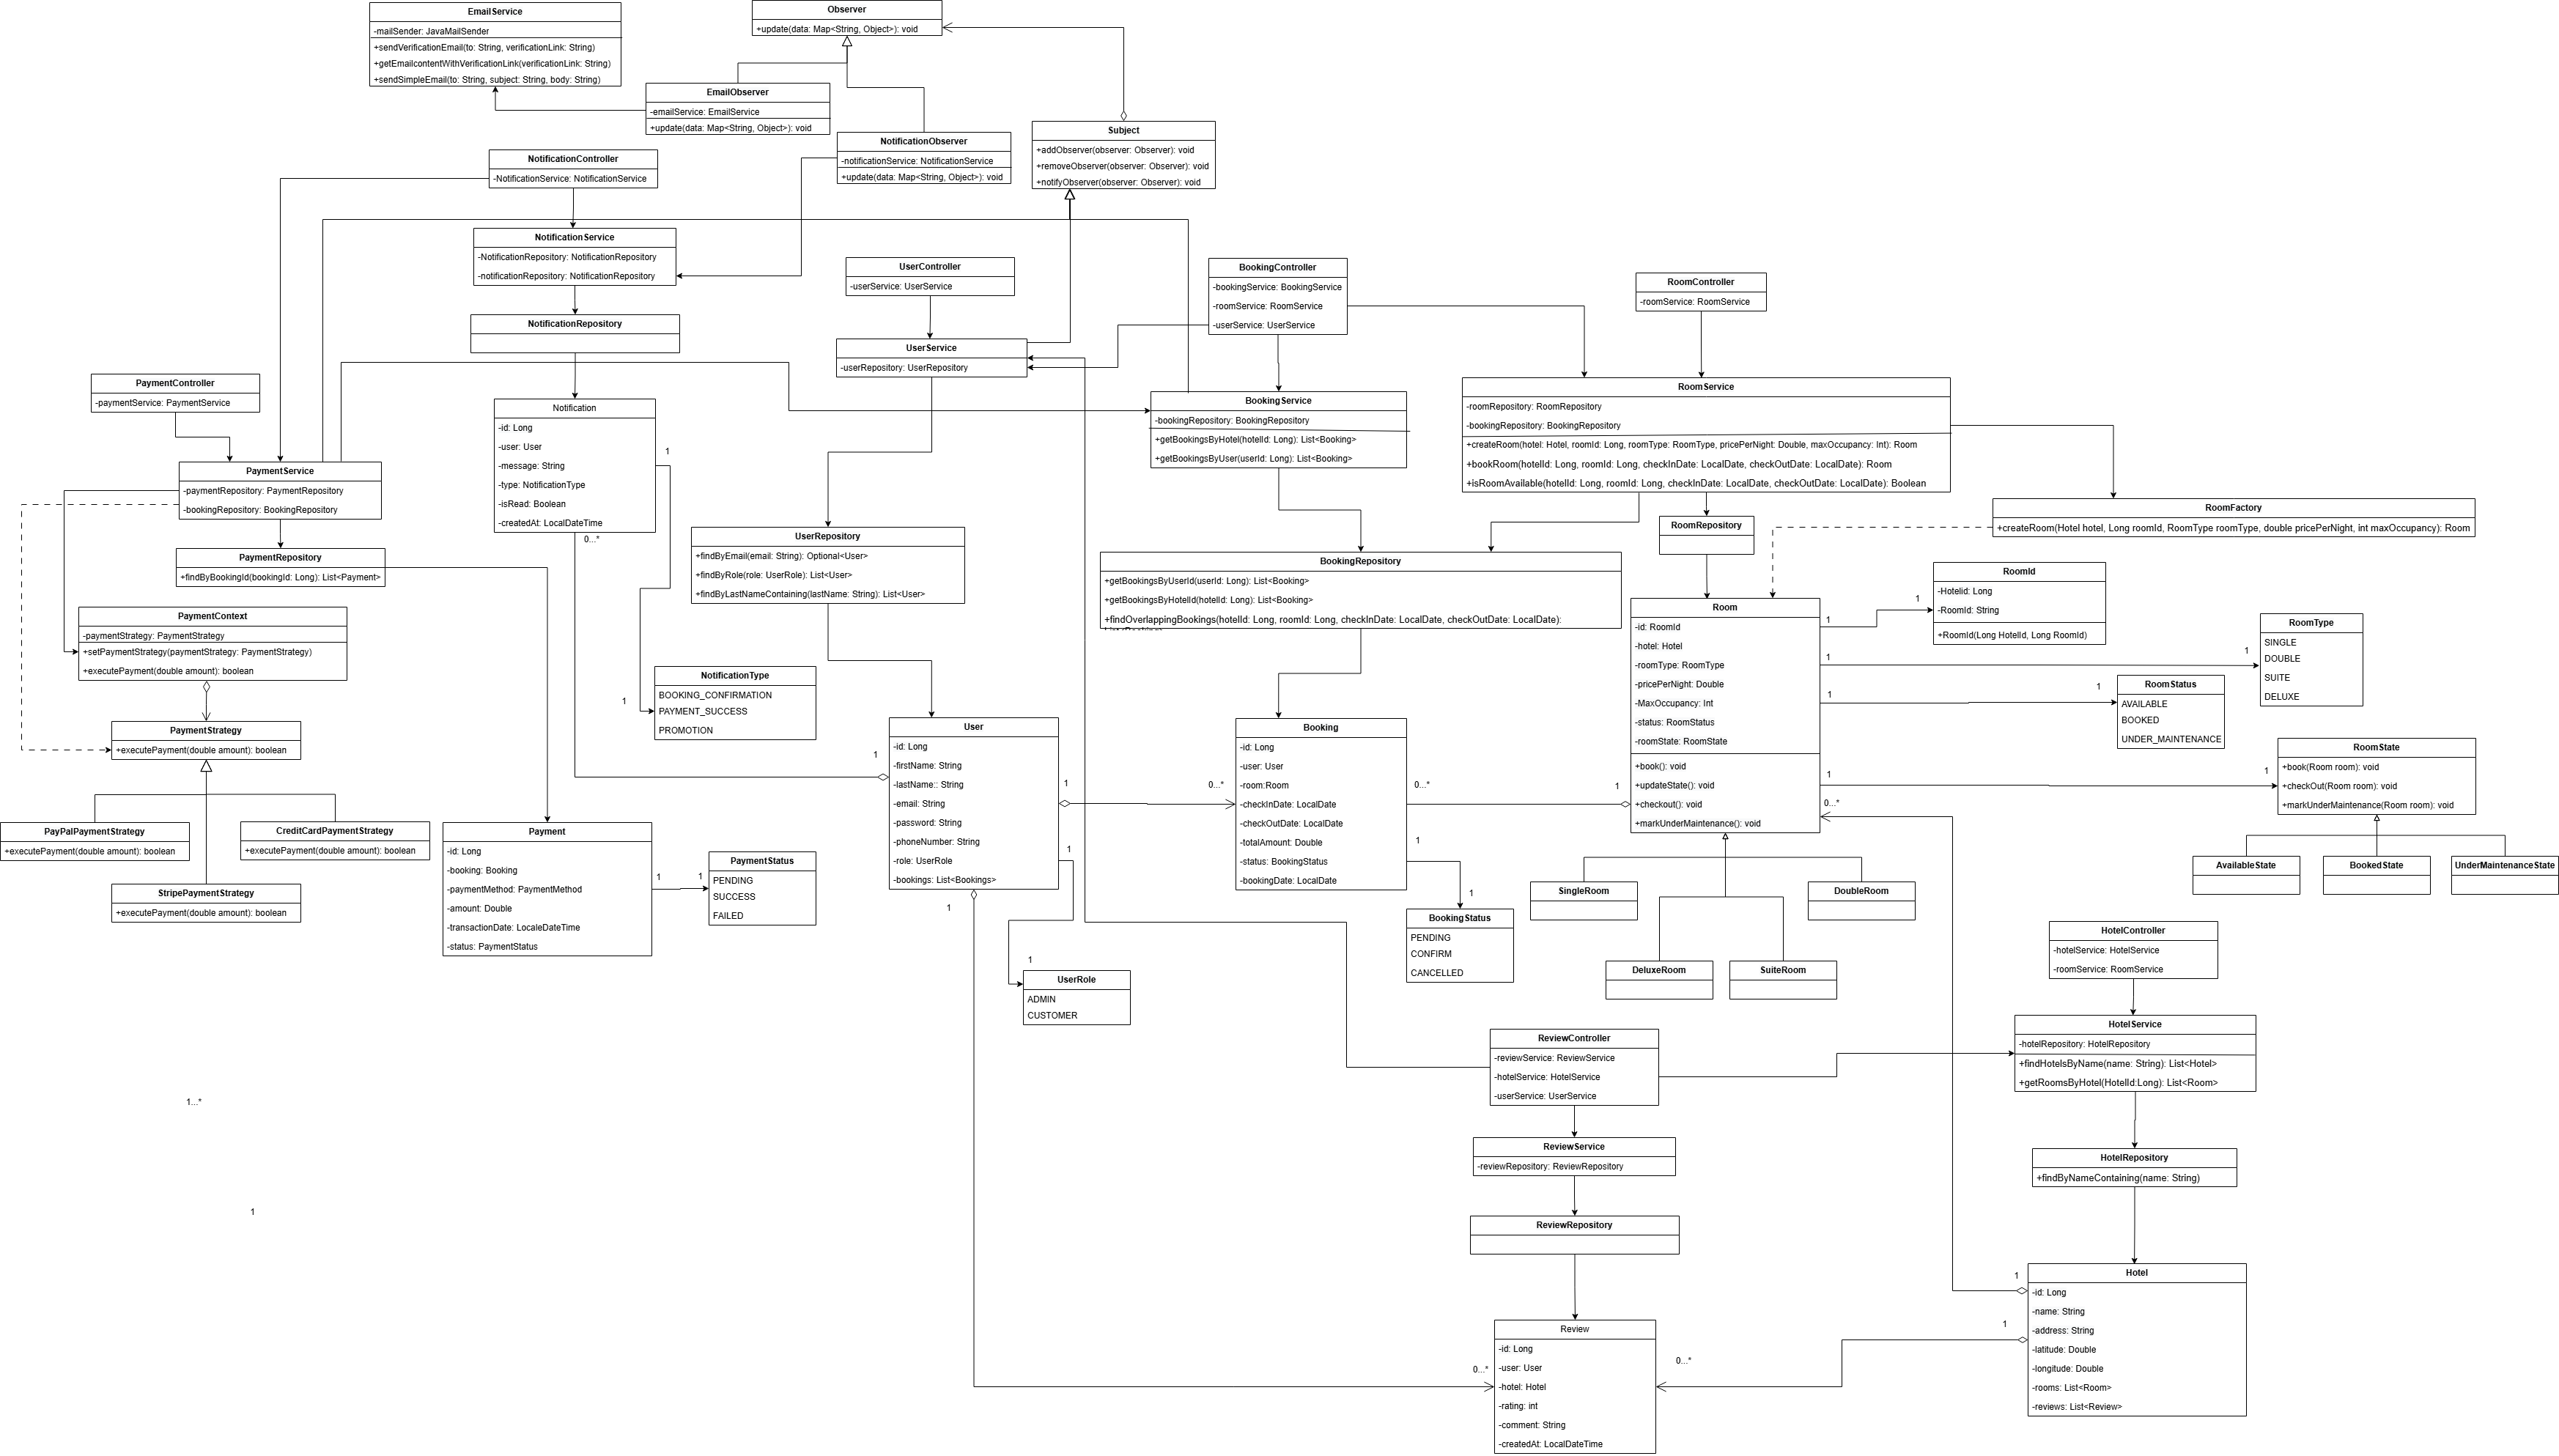 EmailService
-mailSender: JavaMailSender
+sendVerificationEmail(to: String, verificationLink: String)
+getEmailcontentWithVerificationLink(verificationLink: String)
+sendSimpleEmail(to: String, subject: String, body: String)
Observer
+update(data: Map<String, Object>): void
EmailObserver
-emailService: EmailService
+update(data: Map<String, Object>): void
NotificationObserver
-notificationService: NotificationService
+update(data: Map<String, Object>): void
Subject
+addObserver(observer: Observer): void
+removeObserver(observer: Observer): void
+notifyObserver(observer: Observer): void
NotificationController
-NotificationService: NotificationService
NotificationService
-NotificationRepository: NotificationRepository
-notificationRepository: NotificationRepository
NotificationRepository
UserController
-userService: UserService
UserService
-userRepository: UserRepository
BookingController
-bookingService: BookingService
-roomService: RoomService
-userService: UserService
RoomController
-roomService: RoomService
PaymentController
-paymentService: PaymentService
Notification
-id: Long
-user: User
-message: String
-type: NotificationType
-isRead: Boolean
-createdAt: LocalDateTime
1
0...*
BookingService
-bookingRepository: BookingRepository
+getBookingsByHotel(hotelId: Long): List<Booking>
+getBookingsByUser(userId: Long): List<Booking>
RoomService
-roomRepository: RoomRepository
-bookingRepository: BookingRepository
+createRoom(hotel: Hotel, roomId: Long, roomType: RoomType, pricePerNight: Double, maxOccupancy: Int): Room
+bookRoom(hotelId: Long, roomId: Long, checkInDate: LocalDate, checkOutDate: LocalDate): Room
+isRoomAvailable(hotelId: Long, roomId: Long, checkInDate: LocalDate, checkOutDate: LocalDate): Boolean
PaymentService
-paymentRepository: PaymentRepository
-bookingRepository: BookingRepository
PaymentRepository
+findByBookingId(bookingId: Long): List<Payment>
PaymentContext
-paymentStrategy: PaymentStrategy
+setPaymentStrategy(paymentStrategy: PaymentStrategy)
+executePayment(double amount): boolean
PaymentStrategy
+executePayment(double amount): boolean
PayPalPaymentStrategy
+executePayment(double amount): boolean
CreditCardPaymentStrategy
+executePayment(double amount): boolean
StripePaymentStrategy
+executePayment(double amount): boolean
UserRepository
+findByEmail(email: String): Optional<User>
+findByRole(role: UserRole): List<User>
+findByLastNameContaining(lastName: String): List<User>
BookingRepository
+getBookingsByUserId(userId: Long): List<Booking>
+getBookingsByHotelId(hotelId: Long): List<Booking>
+findOverlappingBookings(hotelId: Long, roomId: Long, checkInDate: LocalDate, checkOutDate: LocalDate):
RoomRepository
RoomFactory
+createRoom(Hotel hotel, Long roomId, RoomType roomType, double pricePerNight, int maxOccupancy): Room
RoomId
-Hotelid: Long
-RoomId: String
+RoomId(Long HotelId, Long RoomId)
Room
-id: RoomId
-hotel: Hotel
-roomType: RoomType
-pricePerNight: Double
-MaxOccupancy: Int
-status: RoomStatus
-roomState: RoomState
+book(): void
+updateState(): void
+checkout(): void
+markUnderMaintenance(): void
1
1
1
1
1
1
1
1
0...*
RoomType
SINGLE
DOUBLE
SUITE
DELUXE
RoomStatus
AVAILABLE
BOOKED
UNDER_MAINTENANCE
RoomState
+book(Room room): void
+checkOut(Room room): void
+markUnderMaintenance(Room room): void
AvailableState
BookedState
UnderMaintenanceState
NotificationType
BOOKING_CONFIRMATION
PAYMENT_SUCCESS
PROMOTION
1
Payment
-id: Long
-booking: Booking
-paymentMethod: PaymentMethod
-amount: Double
-transactionDate: LocaleDateTime
-status: PaymentStatus
1
1
PaymentStatus
PENDING
SUCCESS
FAILED
User
-id: Long
-firstName: String
-lastName:: String
-email: String
-password: String
-phoneNumber: String
-role: UserRole
-bookings: List<Bookings>
1
1
1
1
0...*
Booking
-id: Long
-user: User
-room:Room
-checkInDate: LocalDate
-checkOutDate: LocalDate
-totalAmount: Double
-status: BookingStatus
-bookingDate: LocalDate
0...*
1
1
1
BookingStatus
PENDING
CONFIRM
CANCELLED
UserRole
ADMIN
CUSTOMER
1
SingleRoom
DoubleRoom
DeluxeRoom
SuiteRoom
HotelController
-hotelService: HotelService
-roomService: RoomService
HotelService
-hotelRepository: HotelRepository
+findHotelsByName(name: String): List<Hotel>
+getRoomsByHotel(HotelId:Long): List<Room>
HotelRepository
+findByNameContaining(name: String)
ReviewController
-reviewService: ReviewService
-hotelService: HotelService
-userService: UserService
ReviewService
-reviewRepository: ReviewRepository
ReviewRepository
1...*
1
Hotel
-id: Long
-name: String
-address: String
-latitude: Double
-longitude: Double
-rooms: List<Room>
-reviews: List<Review>
1
1
Review
-id: Long
-user: User
-hotel: Hotel
-rating: int
-comment: String
-createdAt: LocalDateTime
0...*
0...*